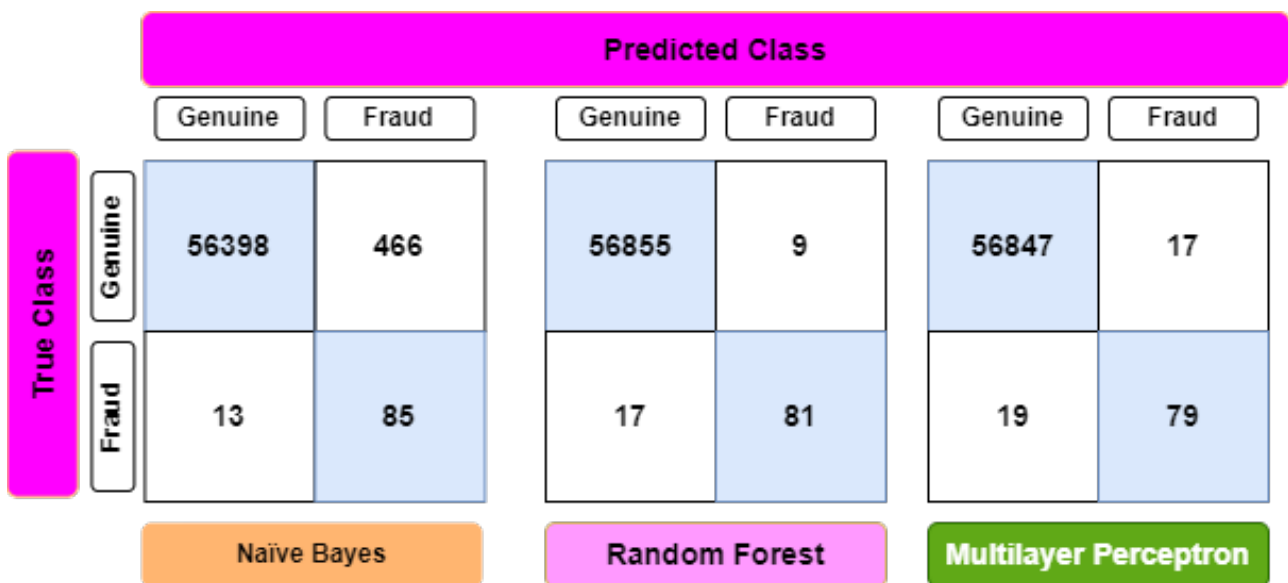 Predicted Class
Genuine Fraud Genuine Fraud Genuine Fraud
True Class
Genuine
56398 466 56855 9 56847 17
Fraud
13 85 17 81 19 79
Naïve Bayes Random Forest Multilayer Perceptron